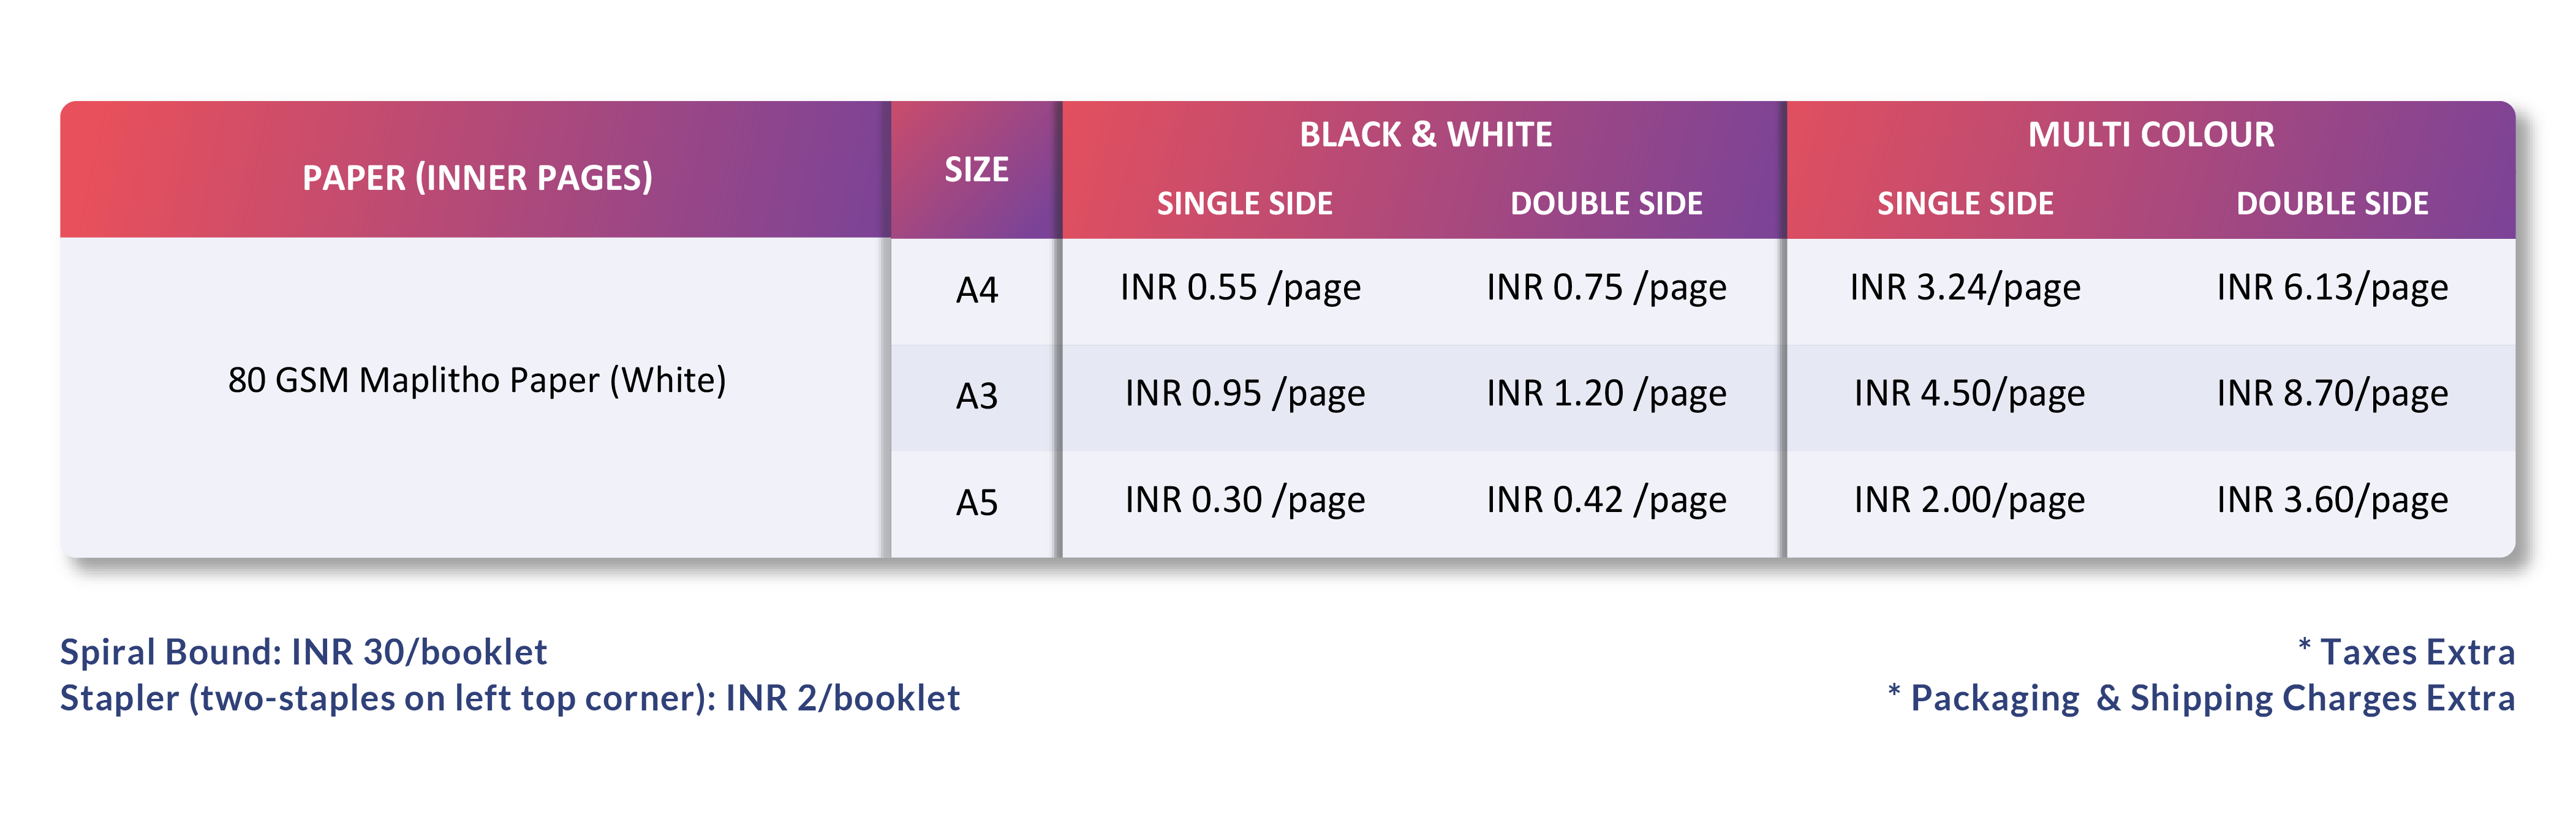 PAPER (INNER PAGES)
SIZE
BLACK & WHITE
MULTI COLOUR
SINGLE SIDE DOUBLE SIDE SINGLE SIDE DOUBLE SIDE
80 GSM Maplitho Paper (White)
A4 INR 0.55 /page INR 0.75 /page INR 3.24/page INR 6.13/page
A3 INR 0.95 /page INR 1.20 /page INR 4.50/page INR 8.70/page
A5 INR 0.30 /page INR 0.42 /page INR 2.00/page INR 3.60/page
Spiral Bound: INR 30/booklet
Stapler (two-staples on left top corner): INR 2/booklet
* Taxes Extra
* Packaging & Shipping Charges Extra